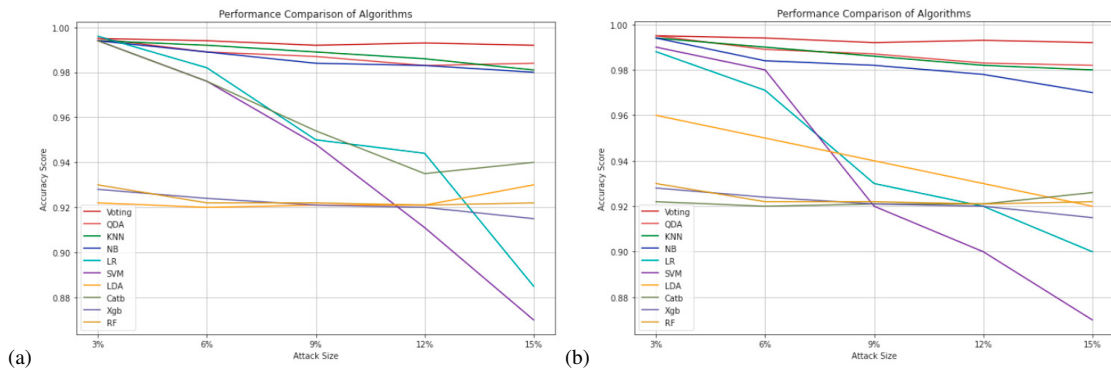 Performance Comparison of Algorithms
1.00
0.98
0.96
0.94
0.92
0.90
0.88
Accuracy Score
Voting
QDA
KNN
NB
LR
SVM
LDA
Catb
Xgb
RF
3%
6%
9%
12%
15%
Attack Size
(a)
Performance Comparison of Algorithms
1.00
0.98
0.96
0.94
0.92
0.90
0.88
Accuracy Score
Voting
QDA
KNN
NB
LR
SVM
LDA
Catb
Xgb
RF
3%
6%
9%
12%
15%
Attack Size
(b)